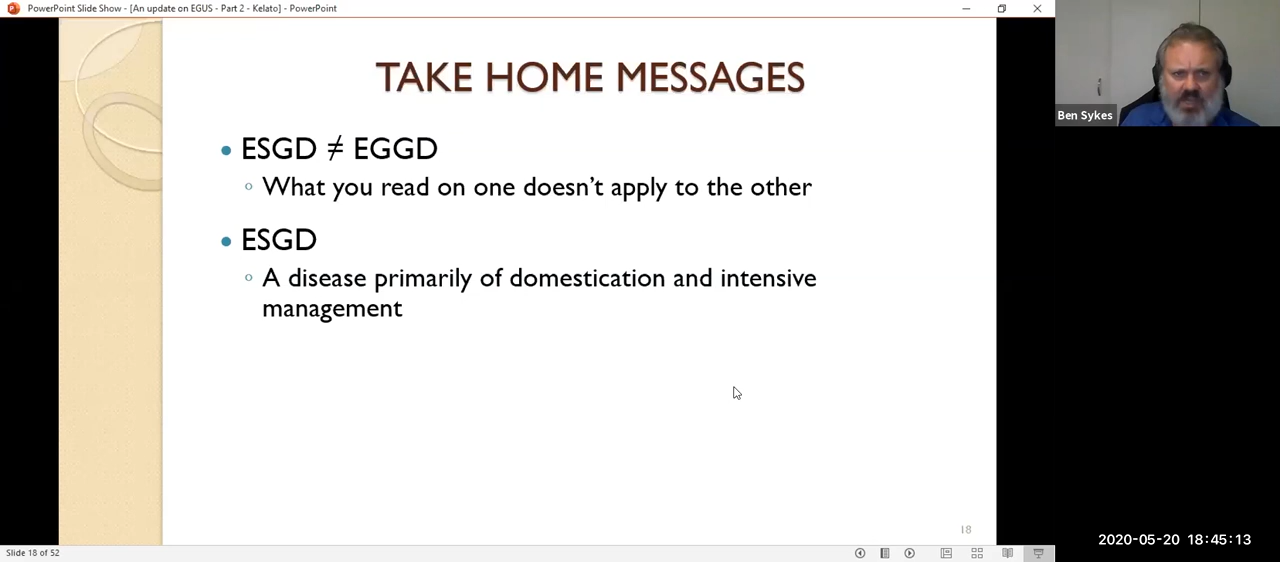 PowerPoint Slide Show - [An update on EGUS - Part 2 - Kelato] - PowerPoint
TAKE HOME MESSAGES
• ESGD ≠ EGGD
◦ What you read on one doesn't apply to the other
• ESGD
◦ A disease primarily of domestication and intensive
management
18
Slide 18 of 52
Ben Sykes
2020-05-20 18:45:13